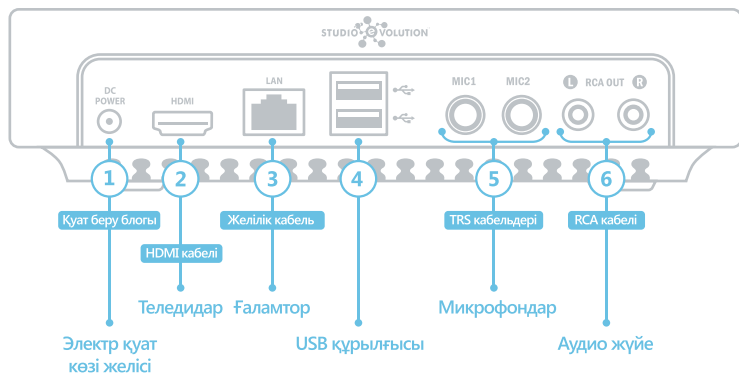 STUDIO EVOLUTION
DC
POWER
HDMI
LAN
MIC1
MIC2
L RCA OUT R
1
2
3
4
5
6
Қуат беру блогы
Желілік кабель
TRS кабельдері
RCA кабелі
HDMI кабелі
Теледидар
Ғаламтор
Микрофондар
Электр қуат
көзі желісі
USB құрылғысы
Аудио жүйе